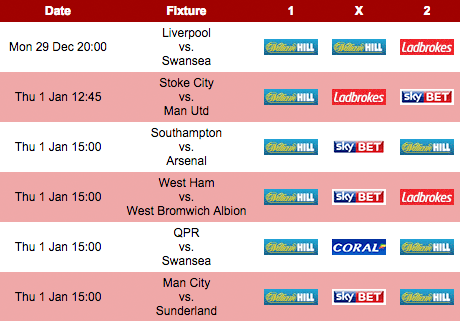 Date Fixture 1 X 2
Mon 29 Dec 20:00 Liverpool vs. Swansea William HILL William HILL Ladbrokes
Thu 1 Jan 12:45 Stoke City vs. Man Utd William HILL Ladbrokes sky BET
Thu 1 Jan 15:00 Southampton vs. Arsenal William HILL sky BET William HILL
Thu 1 Jan 15:00 West Ham vs. West Bromwich Albion William HILL sky BET Ladbrokes
Thu 1 Jan 15:00 QPR vs. Swansea William HILL CORAL William HILL
Thu 1 Jan 15:00 Man City vs. Sunderland William HILL sky BET William HILL